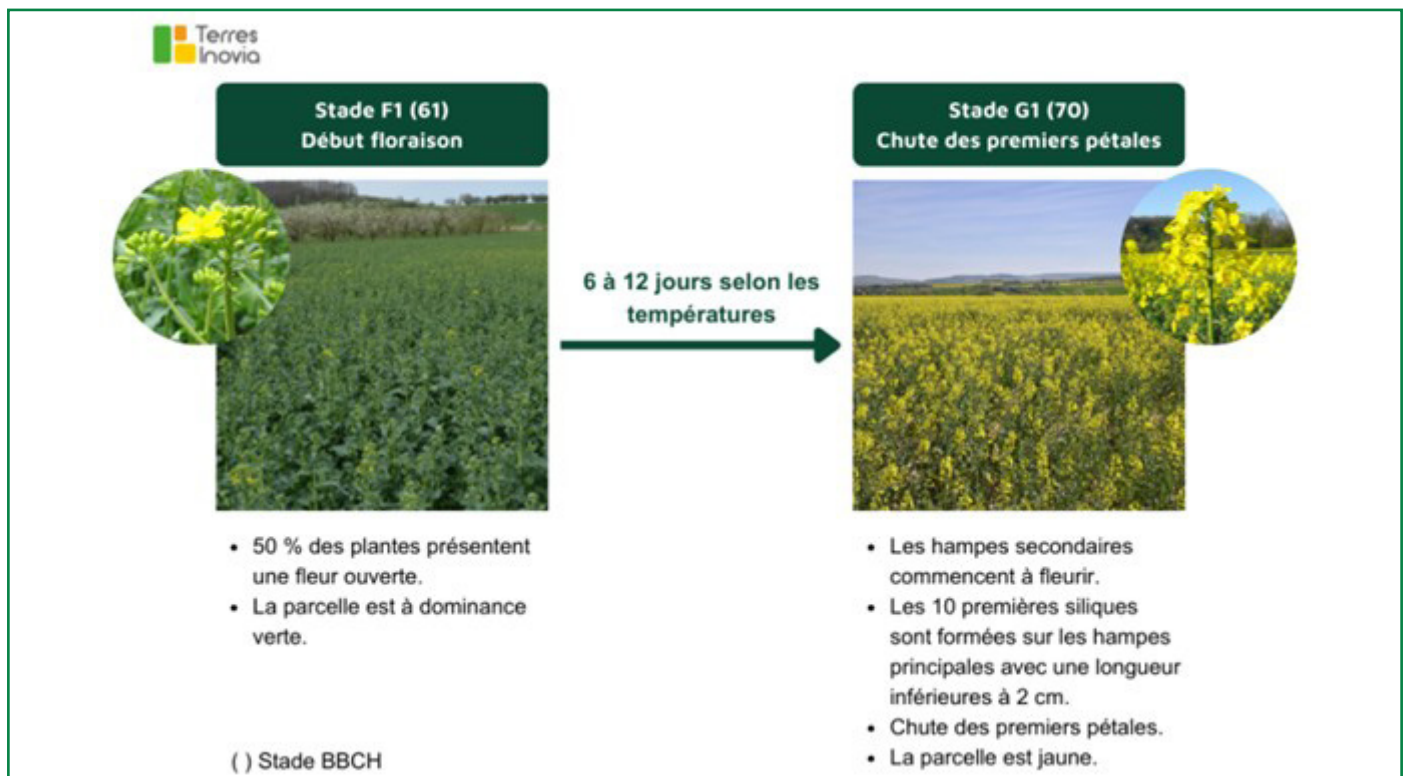 Terres
Inovia
Stade F1 (61)
Début floraison
Stade G1 (70)
Chute des premiers pétales
6 à 12 jours selon les
températures
• 50 % des plantes présentent
une fleur ouverte.
• La parcelle est à dominance
verte.
• Les hampes secondaires
commencent à fleurir.
• Les 10 premières siliques
sont formées sur les hampes
principales avec une longueur
inférieures à 2 cm.
• Chute des premiers pétales.
• La parcelle est jaune.
( ) Stade BBCH